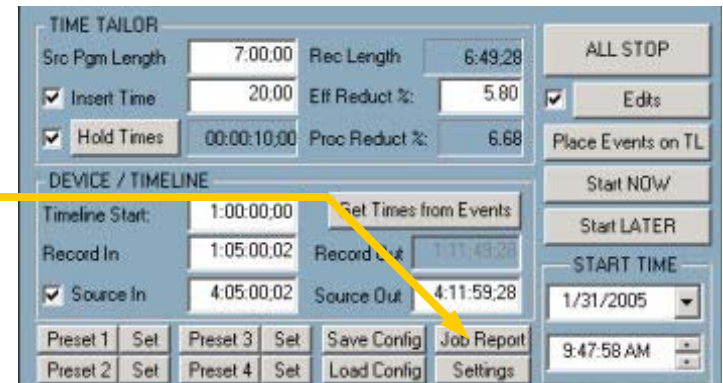 TIME TAILOR
Src Pgm Length 7:00;00 Rec Length 6:49;28
Insert Time 20;00 Eff Reduct %: 5.80
Hold Times 00:00:10;00 Proc Reduct %: 6.68
DEVICE / TIMELINE
Timeline Start: 1:00:00;00 Get Times from Events
Record In 1:05:00;02 Record Out 1:11:49;28
Source In 4:05:00;02 Source Out 4:11:59;28
Preset 1 Set Preset 3 Set Save Config Job Report
Preset 2 Set Preset 4 Set Load Config Settings
ALL STOP
Edits
Place Events on TL
Start NOW
Start LATER
START TIME
1/31/2005
9:47:58 AM